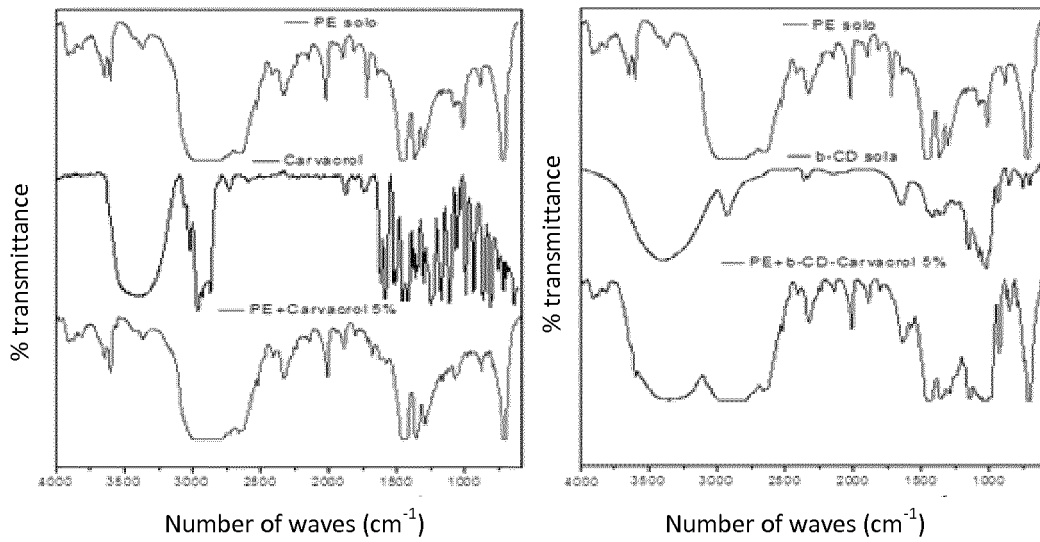 PE solo
Carvacrol
PE+Carvacrol 5%
% transmittance
4000 3500 3000 2500 2000 1500 1000
Number of waves (cm⁻¹)
PE solo
b-CD sola
PE+b-CD-Carvacrol 5%
% transmittance
4000 3500 3000 2500 2000 1500 1000
Number of waves (cm⁻¹)